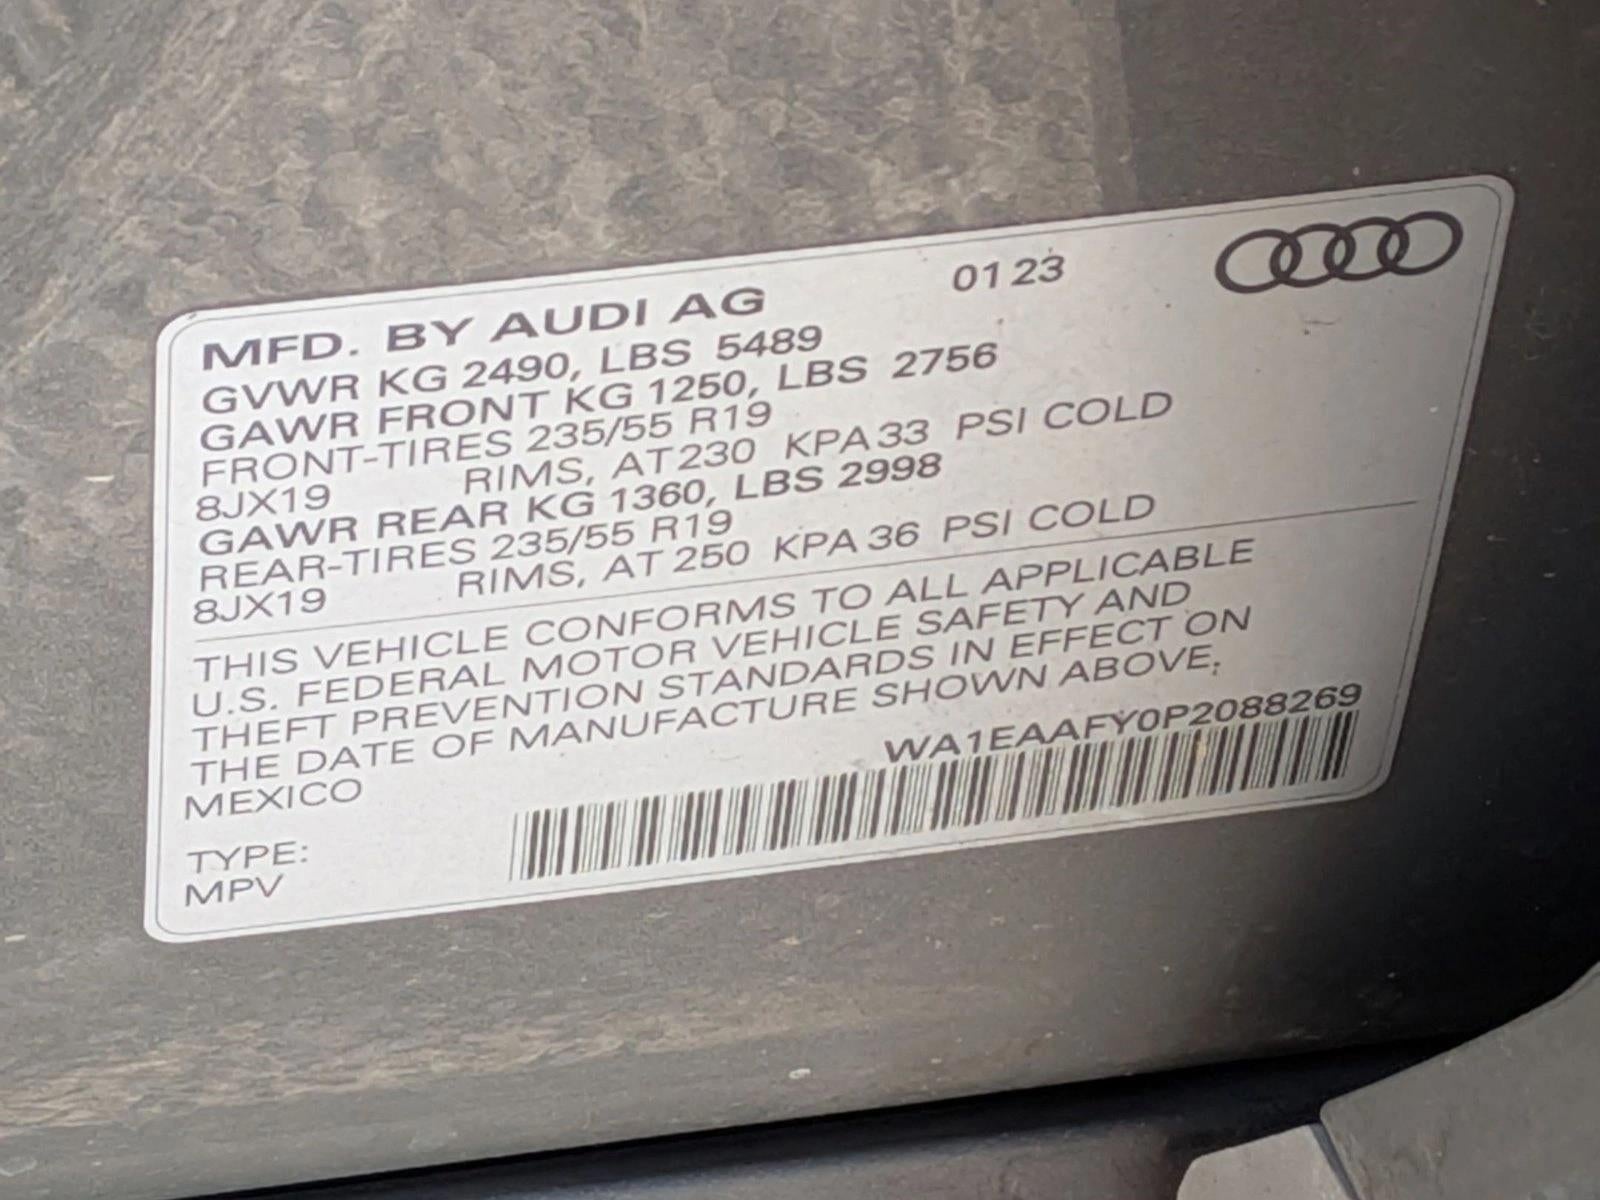 MFD. BY AUDI AG 01 23
GVWR KG 2490, LBS 5489
GAWR FRONT KG 1250, LBS 2756
FRONT-TIRES 235/55 R19
8JX19 RIMS, AT 230 KPA 33 PSI COLD
GAWR REAR KG 1360, LBS 2998
REAR-TIRES 235/55 R19
8JX19 RIMS, AT 250 KPA 36 PSI COLD
THIS VEHICLE CONFORMS TO ALL APPLICABLE
U.S. FEDERAL MOTOR VEHICLE SAFETY AND
THEFT PREVENTION STANDARDS IN EFFECT ON
THE DATE OF MANUFACTURE SHOWN ABOVE.
MEXICO WA1EAAFY0P2088269
TYPE:
MPV